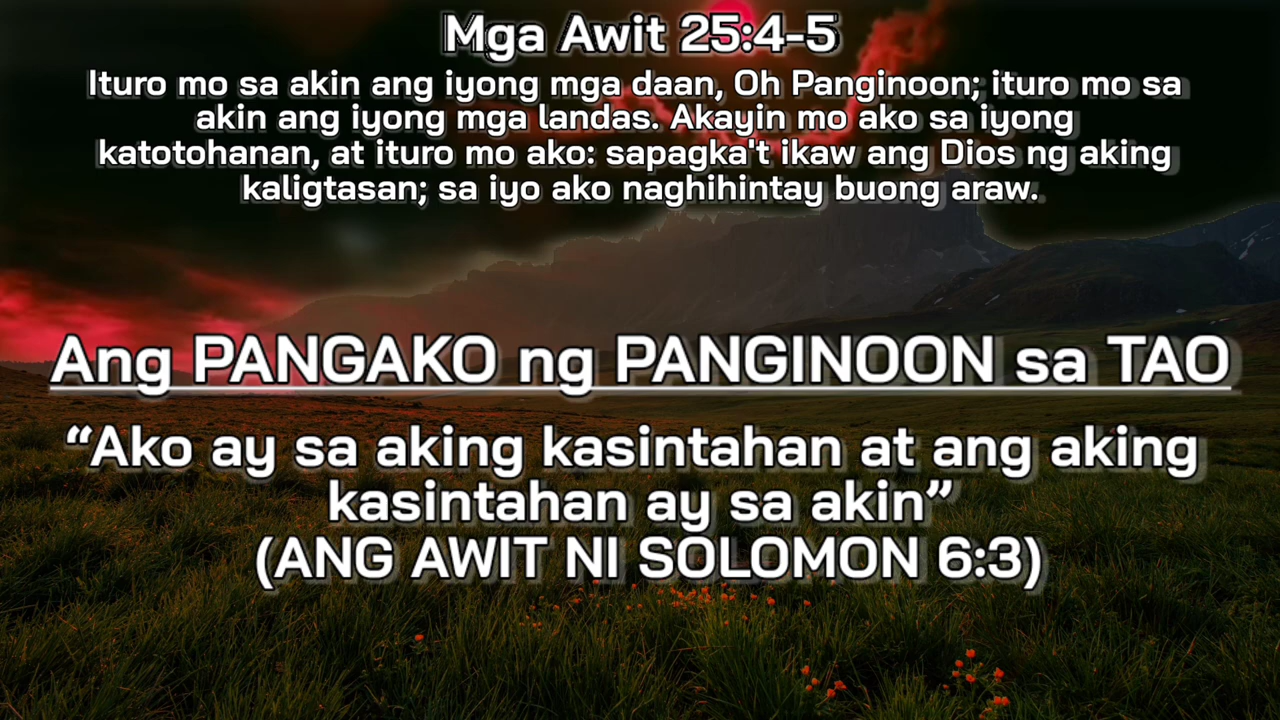 Mga Awit 25:4-5
Ituro mo sa akin ang iyong mga daan, Oh Panginoon; ituro mo sa
akin ang iyong mga landas. Akayin mo ako sa iyong
katotohanan, at ituro mo ako: sapagka't ikaw ang Dios ng aking
kaligtasan; sa iyo ako naghihintay buong araw.
Ang PANGAKO ng PANGINOON sa TAO
“Ako ay sa aking kasintahan at ang aking
kasintahan ay sa akin”
(ANG AWIT NI SOLOMON 6:3)